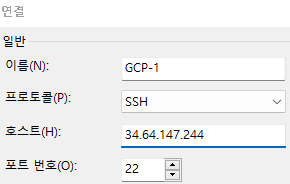 연결
일반
이름(N): GCP-1
프로토콜(P): SSH
호스트(H): 34.64.147.244
포트 번호(O): 22